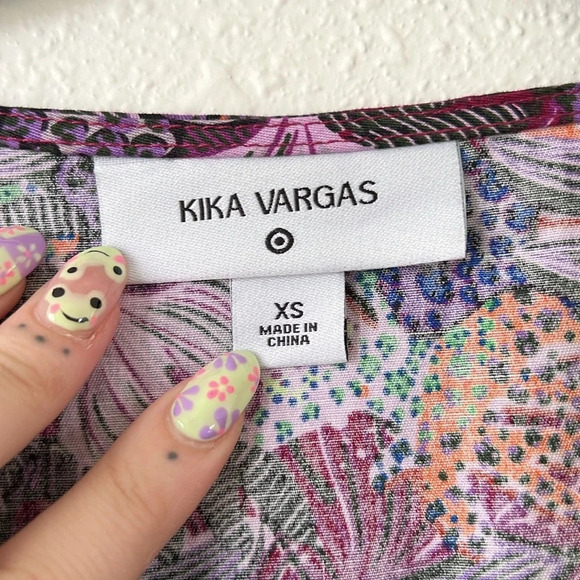 KIKA VARGAS
XS
MADE IN
CHINA